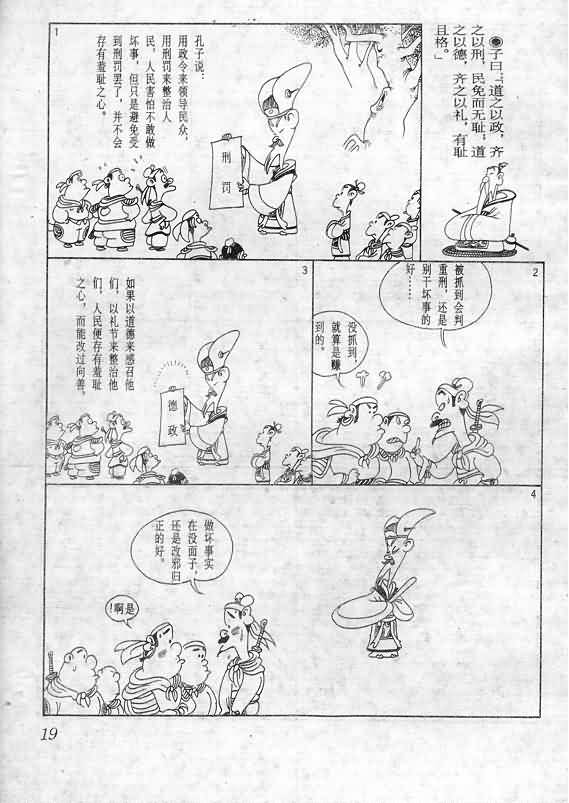 ●子曰：「道之以政，齐
之以刑，民免而无耻。道
之以德，齐之以礼，有耻
且格。」
1
孔子说：
用政令来领导民众，
用刑罚来整治人
民，人民害怕不敢做
坏事，但只是避免受
到刑罚罢了，并不会
存有羞耻之心。
刑罚
2
被抓到会判
重刑，还是
别干坏事的
好……
没抓到，
就算是赚
到的。
3
如果以道德来感召他
们，以礼节来整治他
们，人民便存有羞耻
之心，而能改过向善。
德政
4
做坏事实
在没面子，
还是改邪归
正的好。
是啊！
19